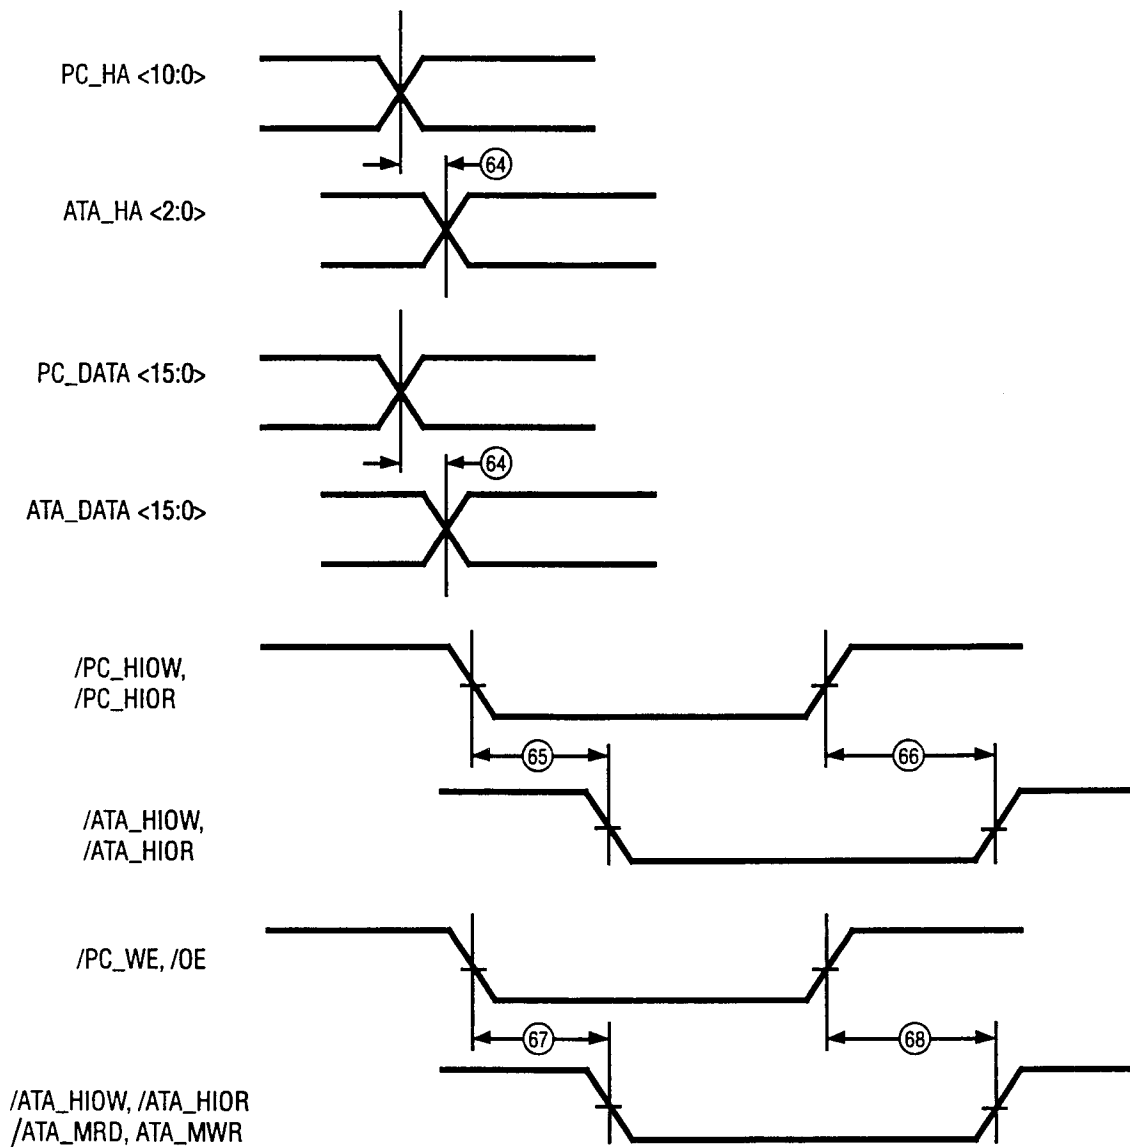 PC_HA <10:0>
64
ATA_HA <2:0>
PC_DATA <15:0>
64
ATA_DATA <15:0>
/PC_HIOW,
/PC_HIOR
65
66
/ATA_HIOW,
/ATA_HIOR
/PC_WE, /OE
67
68
/ATA_HIOW, /ATA_HIOR
/ATA_MRD, ATA_MWR